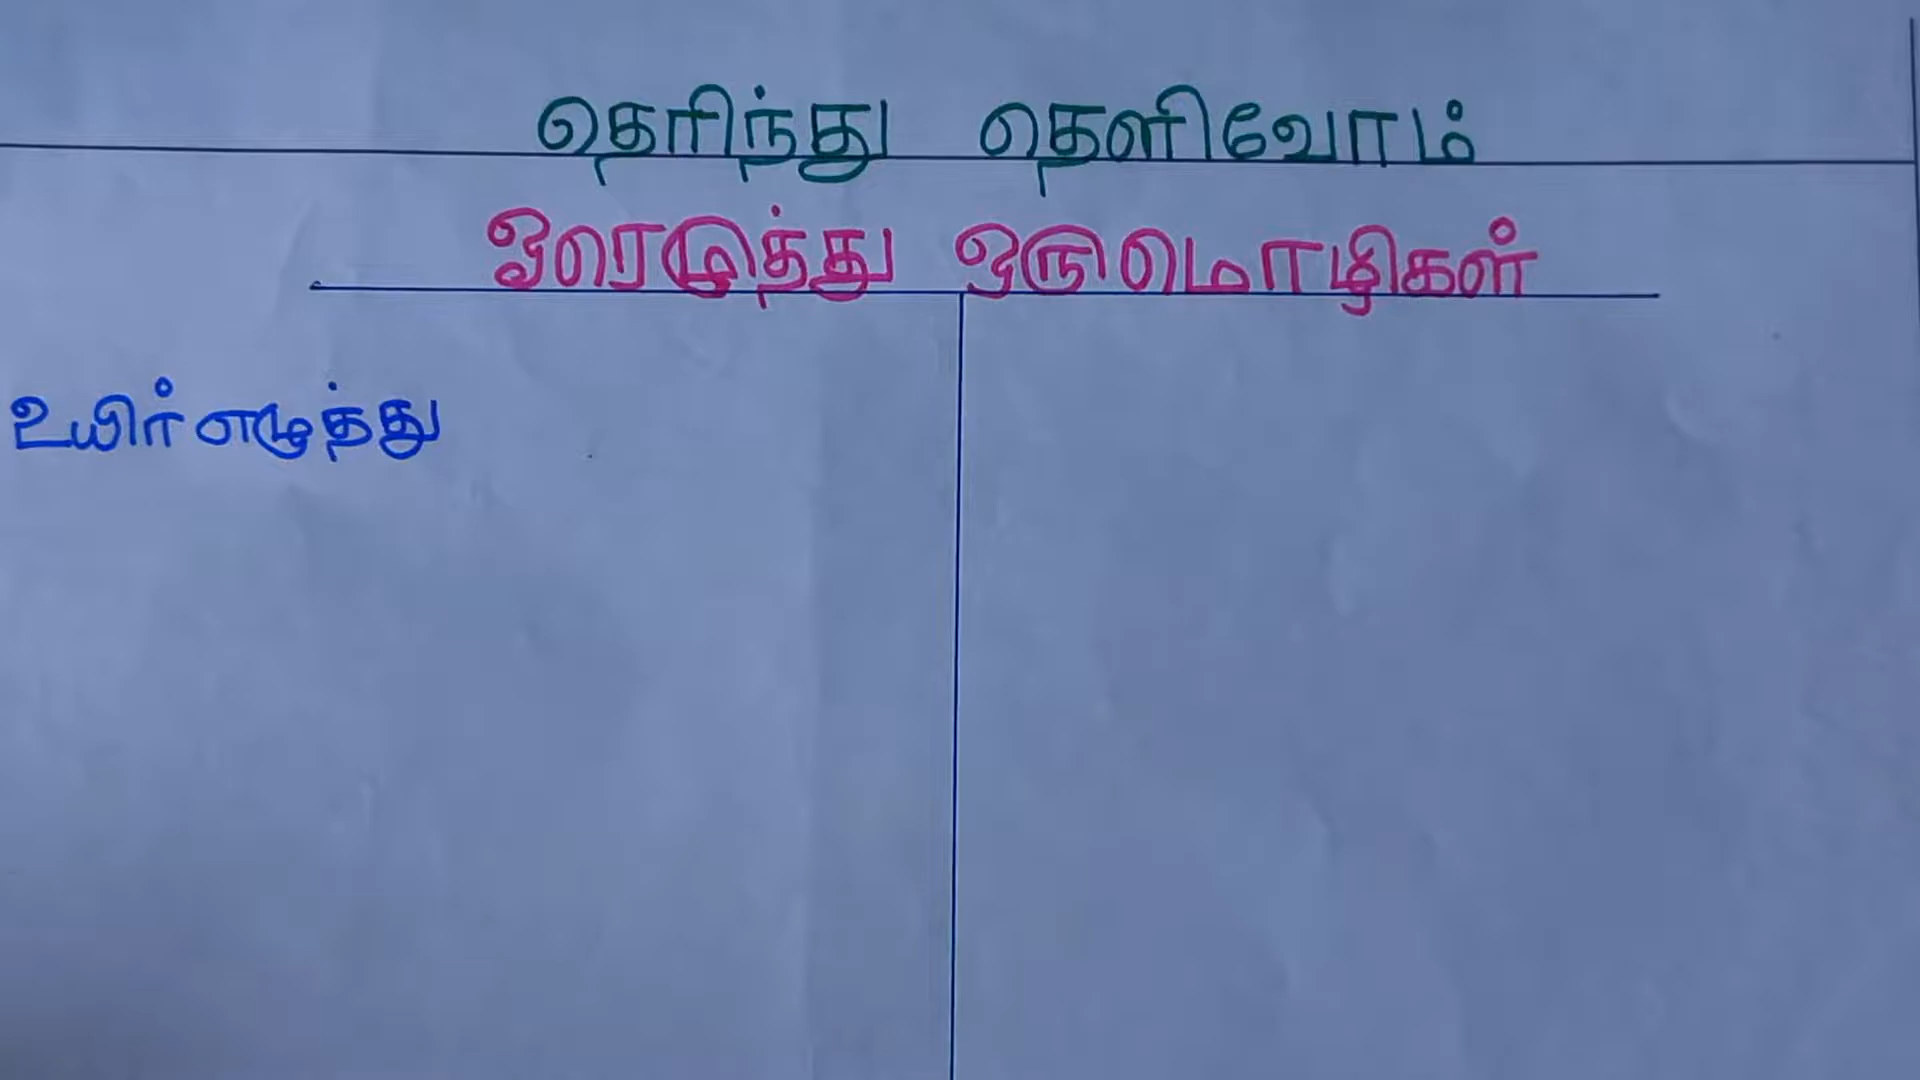 தெரிந்து தெளிவோம்
ஓரெழுத்து ஒருமொழிகள்
உயிர் எழுத்து